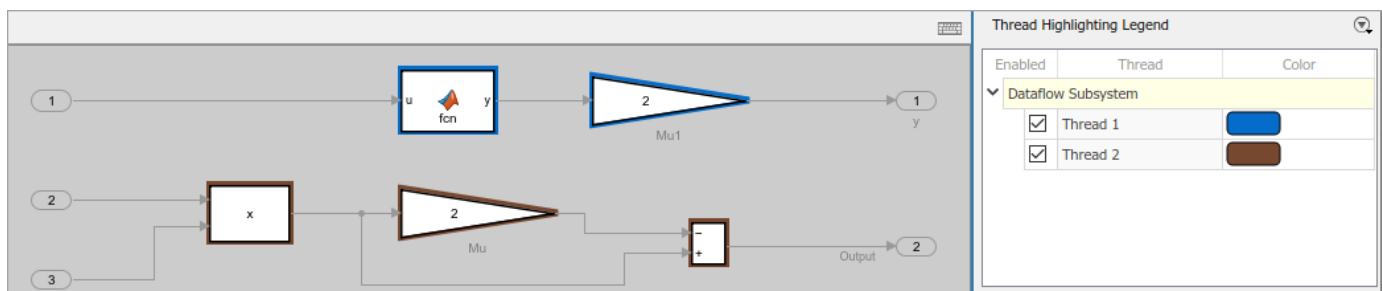 Thread Highlighting Legend
Enabled Thread Color
Dataflow Subsystem
Thread 1
Thread 2
1
u y
fcn
2
Mu1
1
y
2
x
2
Mu
−
+
Output
2
3